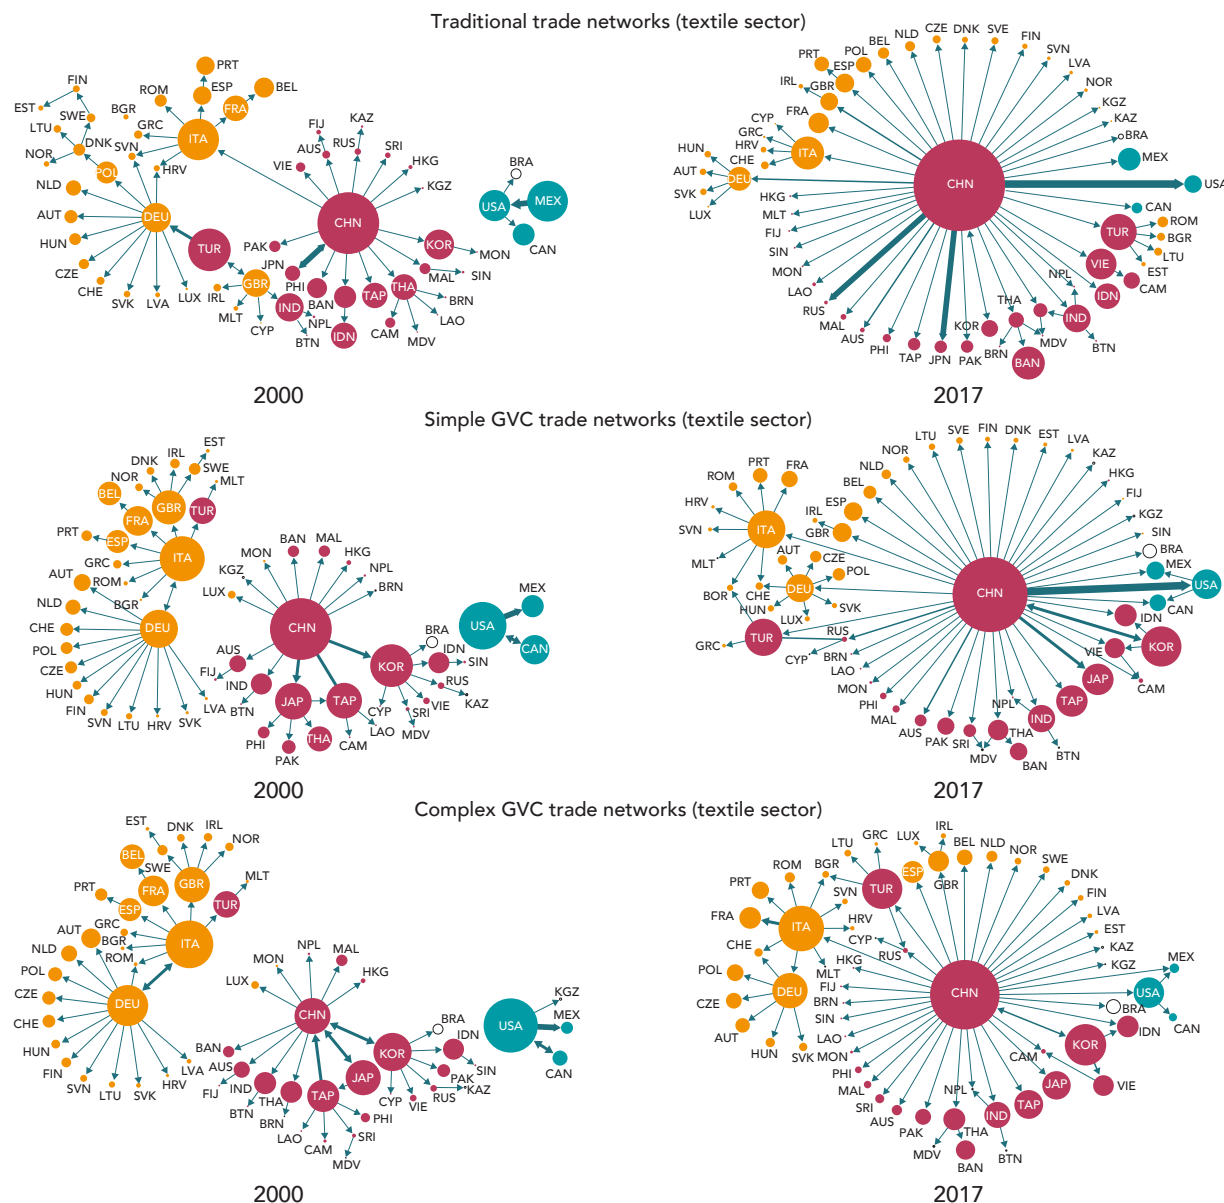 Traditional trade networks (textile sector)
FIN
EST
SWE
LTU
DNK
NOR
BGR
ROM
GRC
SVN
HRV
PRT
ESP
BEL
FRA
ITA
POL
NLD
AUT
HUN
CZE
CHE
SVK
LVA
LUX
DEU
TUR
IRL
GBR
MLT
CYP
FIJ
AUS
VIE
KAZ
RUS
SRI
HKG
KGZ
CHN
PAK
JPN
PHI
BAN
IND
NPL
BTN
IDN
TAP
THA
CAM
MDV
LAO
BRN
MAL
SIN
KOR
MON
BRA
USA
MEX
CAN
2000
PRT
ESP
POL
BEL
NLD
CZE
DNK
SVE
FIN
SVN
LVA
NOR
KGZ
KAZ
BRA
MEX
USA
CAN
IRL
GBR
FRA
CYP
GRC
HRV
CHE
ITA
HUN
AUT
SVK
LUX
DEU
CHN
HKG
MLT
FIJ
SIN
MON
LAO
RUS
MAL
AUS
PHI
TAP
JPN
PAK
KOR
BRN
THA
BAN
MDV
NPL
IND
BTN
IDN
VIE
CAM
TUR
ROM
BGR
LTU
EST
2017
Simple GVC trade networks (textile sector)
EST
IRL
DNK
SWE
NOR
MLT
BEL
GBR
TUR
FRA
PRT
ESP
ITA
GRC
AUT
ROM
BGR
NLD
CHE
DEU
POL
CZE
HUN
FIN
SVN
LTU
HRV
SVK
LVA
BAN
MAL
MON
HKG
KGZ
NPL
LUX
BRN
CHN
AUS
FIJ
IND
BTN
JAP
TAP
PHI
PAK
THA
CAM
LAO
CYP
KOR
BRA
IDN
SIN
RUS
KAZ
VIE
SRI
MDV
USA
MEX
CAN
2000
PRT
FRA
ROM
HRV
SVN
ITA
MLT
BOR
AUT
CZE
POL
CHE
DEU
HUN
LUX
SVK
TUR
GRC
RUS
CYP
IRL
GBR
ESP
BEL
NLD
NOR
LTU
SVE
FIN
DNK
EST
LVA
KAZ
HKG
FIJ
KGZ
SIN
BRA
MEX
USA
CAN
IDN
KOR
VIE
CAM
CHN
JAP
TAP
BRN
LAO
MON
PHI
MAL
AUS
PAK
SRI
MDV
THA
BAN
NPL
IND
BTN
2017
Complex GVC trade networks (textile sector)
EST
DNK
IRL
NOR
BEL
SWE
GBR
MLT
FRA
PRT
ESP
TUR
GRC
AUT
BGR
ITA
NLD
ROM
POL
CZE
DEU
CHE
HUN
FIN
SVN
LTU
SVK
HRV
LVA
NPL
MON
MAL
LUX
HKG
CHN
BAN
AUS
FIJ
IND
BTN
THA
BRN
TAP
JAP
KOR
LAO
CAM
MDV
SRI
PHI
CYP
VIE
RUS
KAZ
PAK
SIN
IDN
BRA
KGZ
USA
MEX
CAN
2000
GRC
LTU
BGR
TUR
ROM
PRT
SVN
FRA
ITA
HRV
CHE
CYP
RUS
POL
DEU
MLT
CZE
AUT
HUN
SVK
LUX
IRL
ESP
GBR
BEL
NLD
NOR
SWE
DNK
FIN
LVA
EST
KAZ
KGZ
MEX
USA
BRA
CAN
IDN
KOR
CAM
VIE
CHN
HKG
FIJ
BRN
SIN
LAO
MON
PHI
MAL
SRI
AUS
PAK
MDV
THA
BAN
NPL
IND
BTN
TAP
JAP
2017